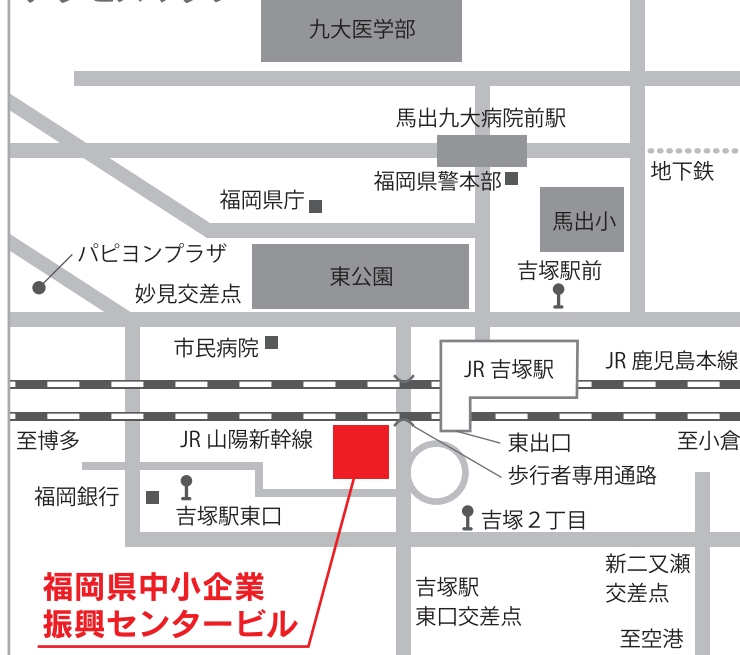 九大医学部
馬出九大病院前駅
地下鉄
福岡県警本部
福岡県庁
馬出小
パピヨンプラザ
東公園
吉塚駅前
妙見交差点
市民病院
JR 吉塚駅
JR 鹿児島本線
至博多
JR 山陽新幹線
東出口
至小倉
歩行者専用通路
福岡銀行
吉塚駅東口
吉塚2丁目
福岡県中小企業
振興センタービル
吉塚駅
東口交差点
新二又瀬
交差点
至空港